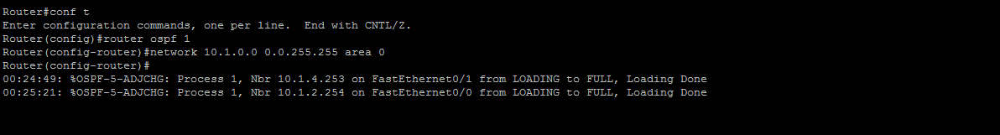 Router#conf t
Enter configuration commands, one per line.  End with CNTL/Z.
Router(config)#router ospf 1
Router(config-router)#network 10.1.0.0 0.0.255.255 area 0
Router(config-router)#
00:24:49: %OSPF-5-ADJCHG: Process 1, Nbr 10.1.4.253 on FastEthernet0/1 from LOADING to FULL, Loading Done
00:25:21: %OSPF-5-ADJCHG: Process 1, Nbr 10.1.2.254 on FastEthernet0/0 from LOADING to FULL, Loading Done